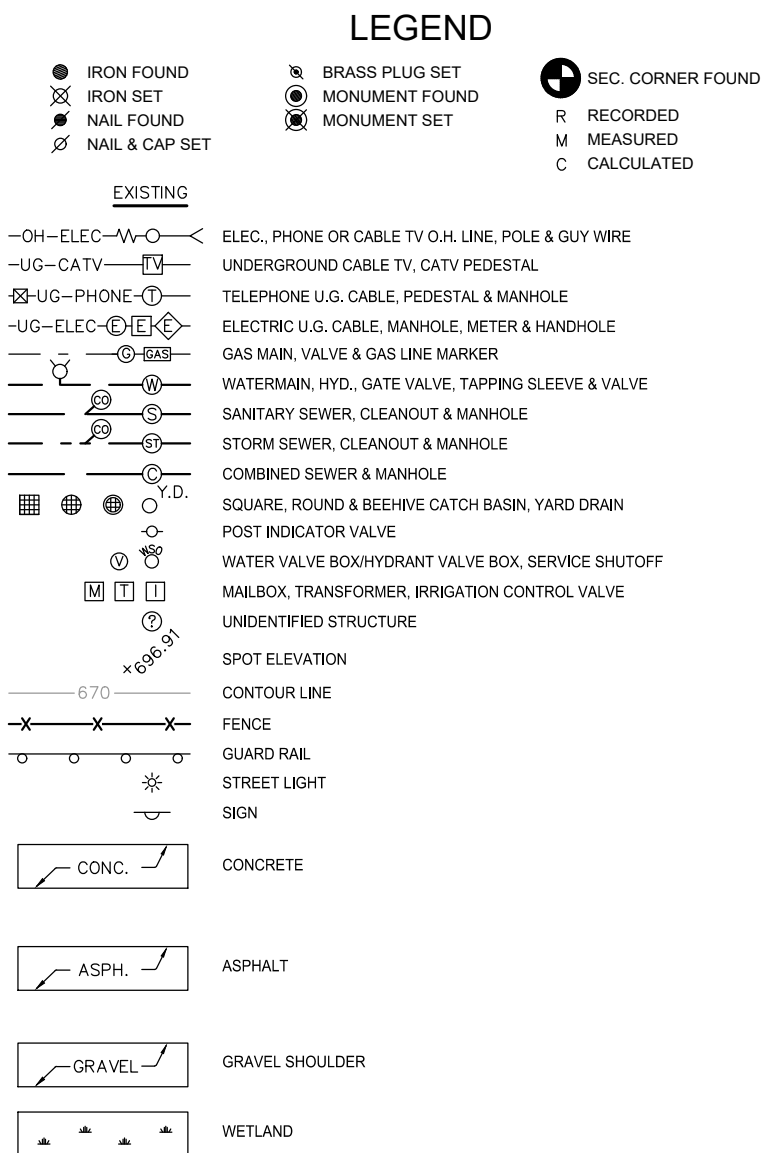 LEGEND
IRON FOUND
IRON SET
NAIL FOUND
NAIL & CAP SET
BRASS PLUG SET
MONUMENT FOUND
MONUMENT SET
SEC. CORNER FOUND
R RECORDED
M MEASURED
C CALCULATED
EXISTING
OH-ELEC ELEC., PHONE OR CABLE TV O.H. LINE, POLE & GUY WIRE
UG-CATV TV UNDERGROUND CABLE TV, CATV PEDESTAL
UG-PHONE T TELEPHONE U.G. CABLE, PEDESTAL & MANHOLE
UG-ELEC E E E ELECTRIC U.G. CABLE, MANHOLE, METER & HANDHOLE
G GAS GAS MAIN, VALVE & GAS LINE MARKER
W WATERMAIN, HYD., GATE VALVE, TAPPING SLEEVE & VALVE
CO S SANITARY SEWER, CLEANOUT & MANHOLE
CO ST STORM SEWER, CLEANOUT & MANHOLE
C COMBINED SEWER & MANHOLE
Y.D. SQUARE, ROUND & BEEHIVE CATCH BASIN, YARD DRAIN
POST INDICATOR VALVE
V WSO WATER VALVE BOX/HYDRANT VALVE BOX, SERVICE SHUTOFF
M T I MAILBOX, TRANSFORMER, IRRIGATION CONTROL VALVE
? UNIDENTIFIED STRUCTURE
+696.91 SPOT ELEVATION
670 CONTOUR LINE
X X X FENCE
GUARD RAIL
STREET LIGHT
SIGN
CONC. CONCRETE
ASPH. ASPHALT
GRAVEL GRAVEL SHOULDER
WETLAND